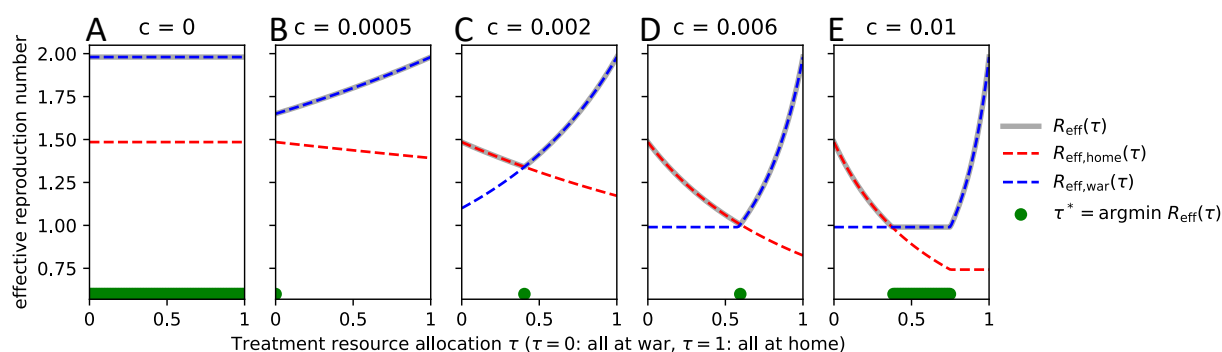 A c = 0
B c = 0.0005
C c = 0.002
D c = 0.006
E c = 0.01
effective reproduction number
2.00
1.75
1.50
1.25
1.00
0.75
0 0.5 1
0 0.5 1
0 0.5 1
0 0.5 1
0 0.5 1
Treatment resource allocation τ (τ = 0: all at war, τ = 1: all at home)
R_eff(τ)
R_eff,home(τ)
R_eff,war(τ)
τ* = argmin R_eff(τ)